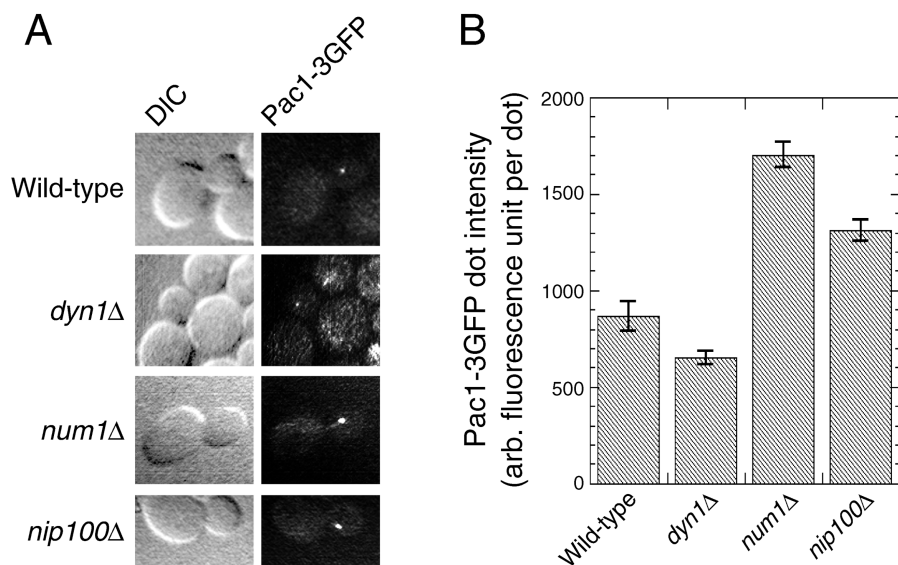 A
DIC
Pac1-3GFP
Wild-type
dyn1Δ
num1Δ
nip100Δ
B
Pac1-3GFP dot intensity
(arb. fluorescence unit per dot)
2000
1500
1000
500
0
Wild-type
dyn1Δ
num1Δ
nip100Δ